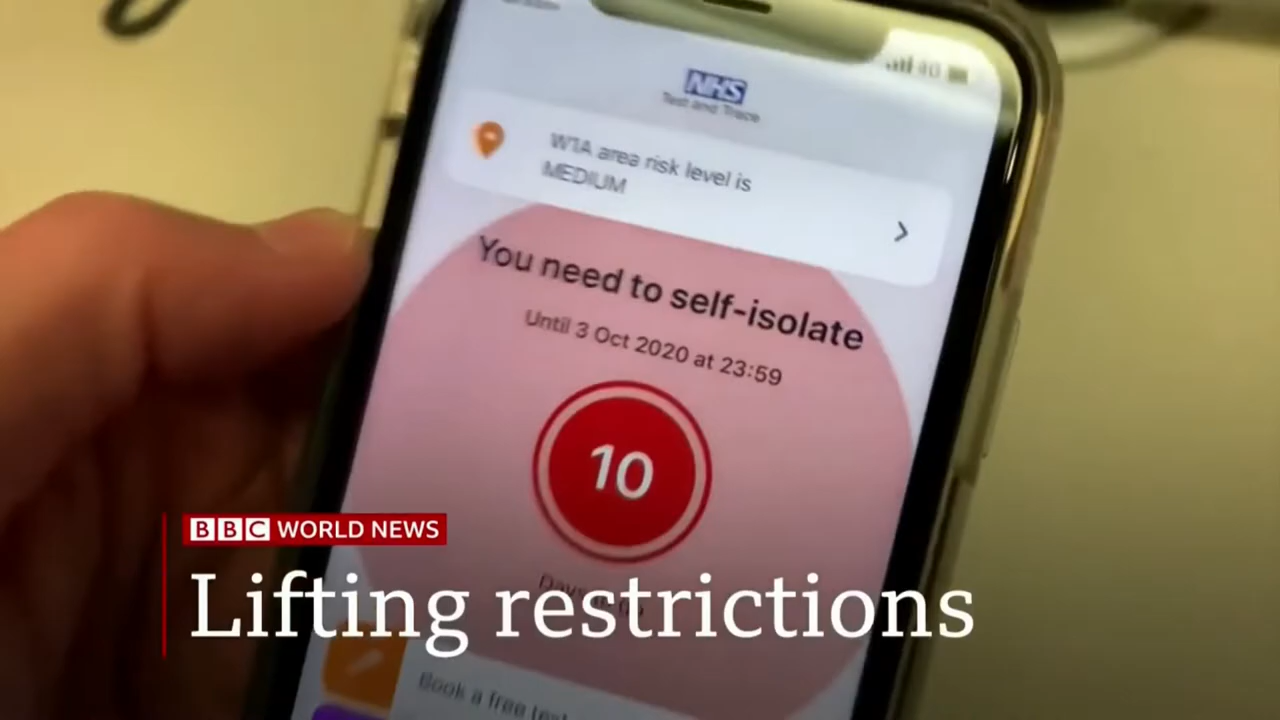 NHS
Test and Trace
W1A area risk level is
MEDIUM
You need to self-isolate
Until 3 Oct 2020 at 23:59
10
BBC WORLD NEWS
Lifting restrictions
Book a free test